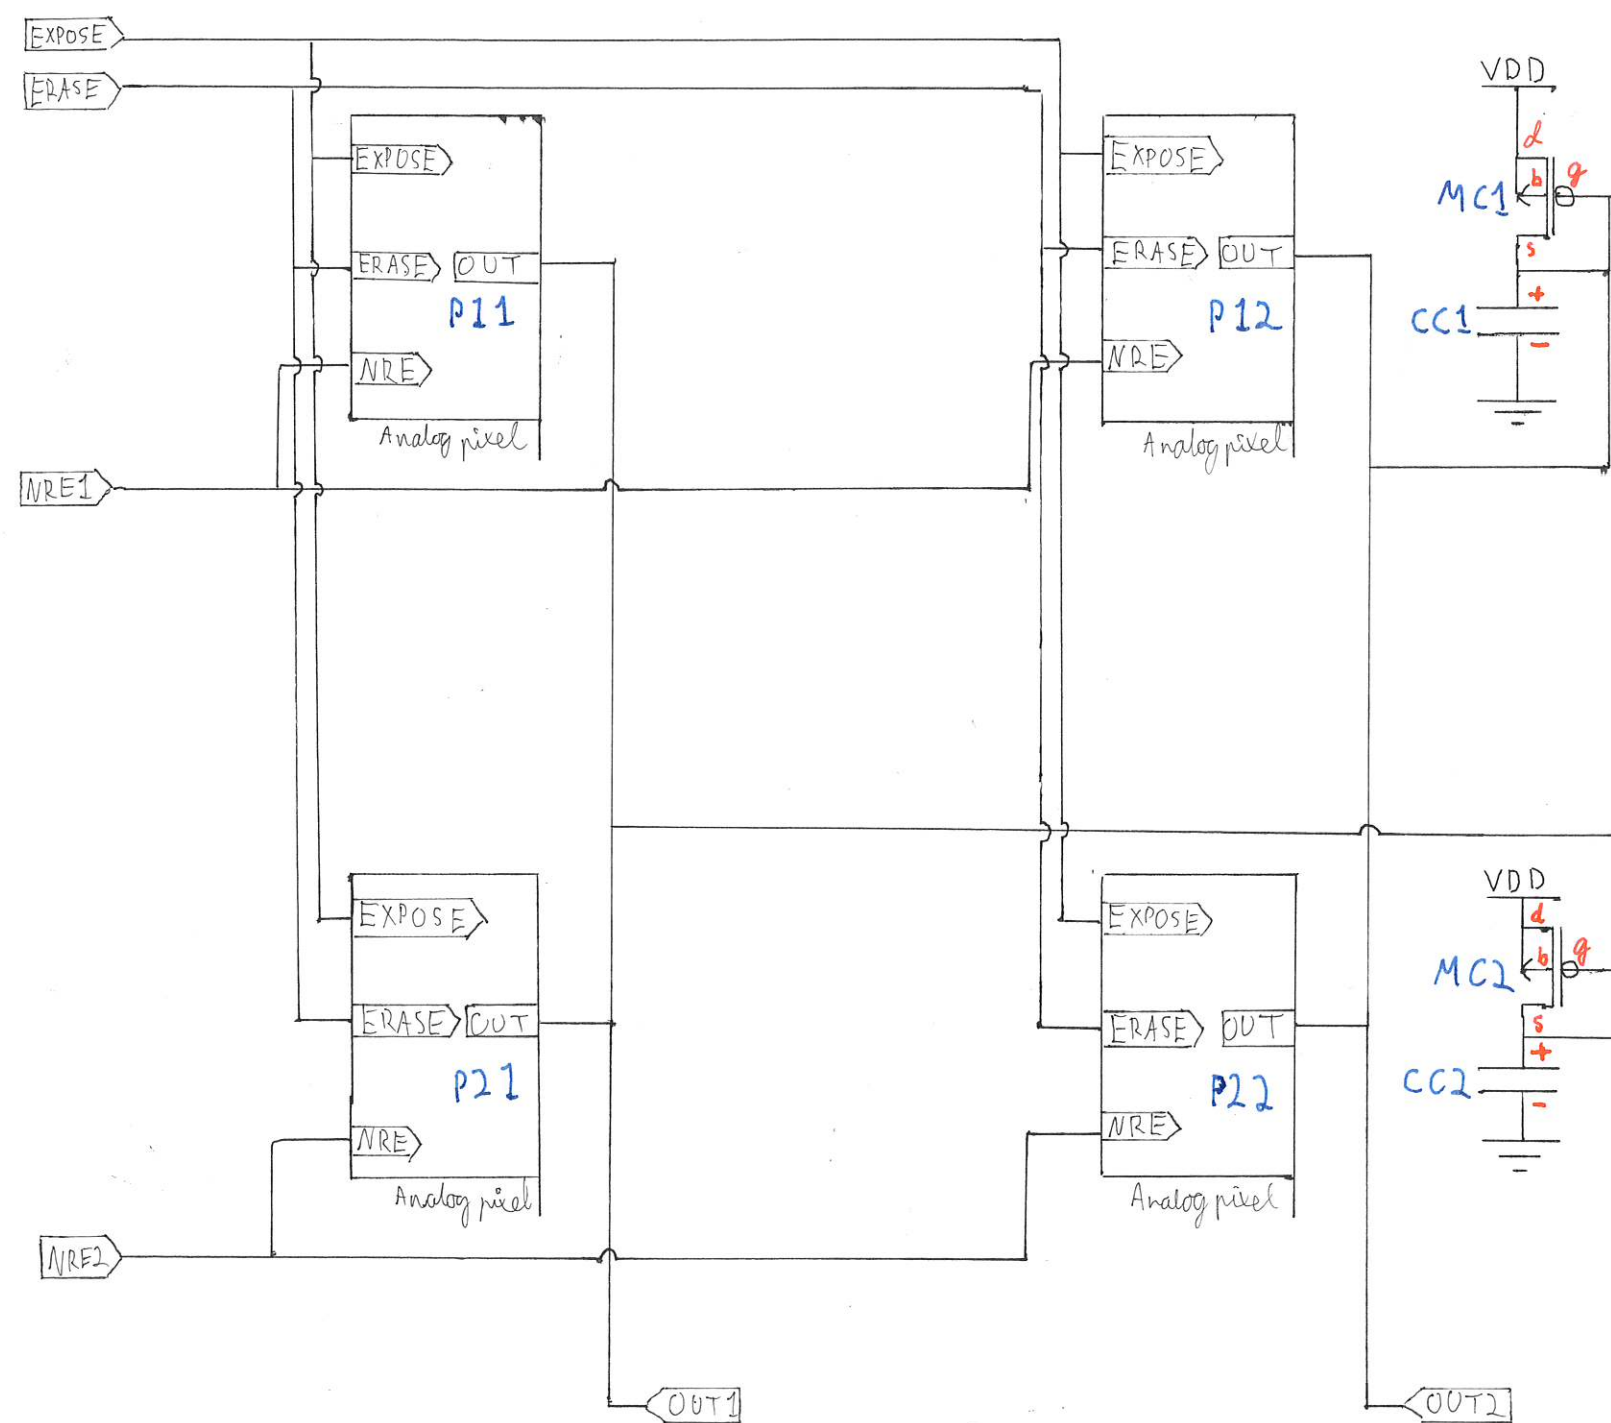 EXPOSE
ERASE
VDD
EXPOSE
EXPOSE
d
b
g
MC1
ERASE
OUT
ERASE
OUT
s
P11
P12
+
CC1
-
NRE
NRE
Analog pixel
Analog pixel
NRE1
VDD
EXPOSE
EXPOSE
d
b
g
MC2
ERASE
OUT
ERASE
OUT
s
+
P21
P22
CC2
-
NRE
NRE
Analog pixel
Analog pixel
NRE2
OUT1
OUT2